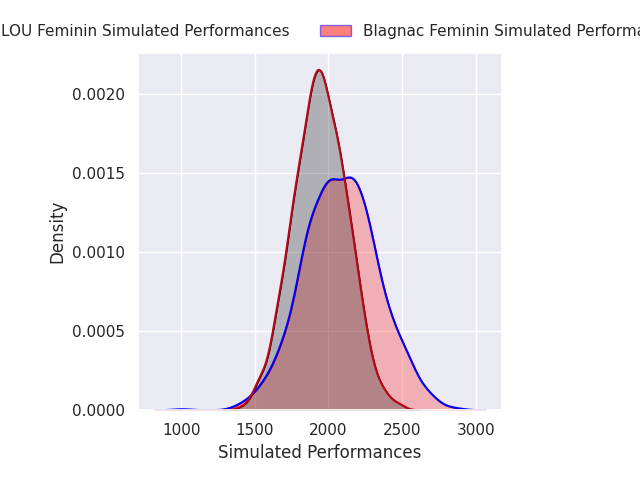 LOU Feminin Simulated Performances
Blagnac Feminin Simulated
0.0020
0.0015
0.0010
0.0005
0.0000
Density
1000 1500 2000 2500 3000
Simulated Performances